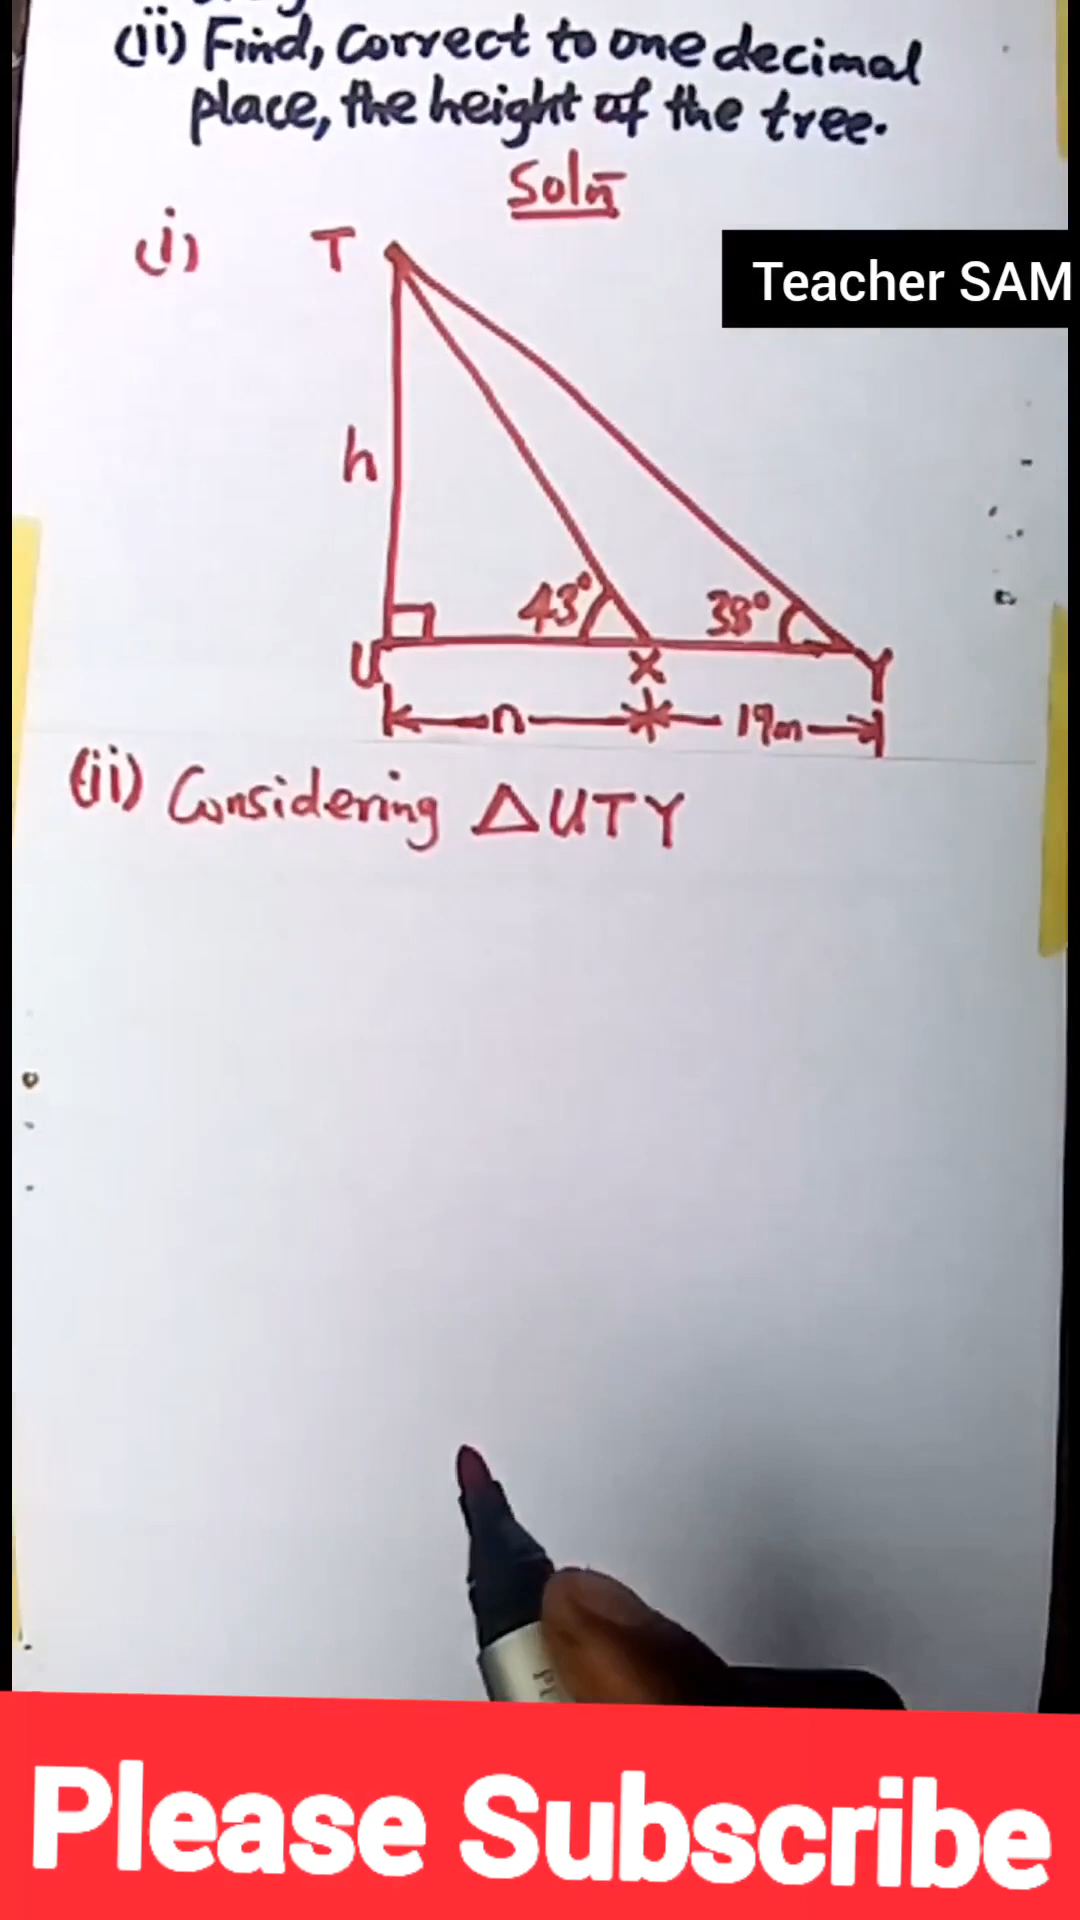 (ii) Find, correct to one decimal
place, the height of the tree.
Soln
(i)
T
Teacher SAM
h
43° 38°
U X Y
n 19m
(ii) Considering △UTY
Please Subscribe